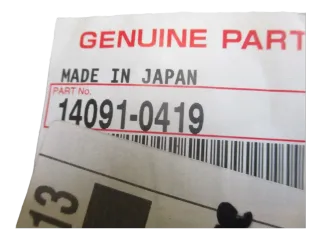 GENUINE PART
MADE IN JAPAN
PART No.
14091-0419
13